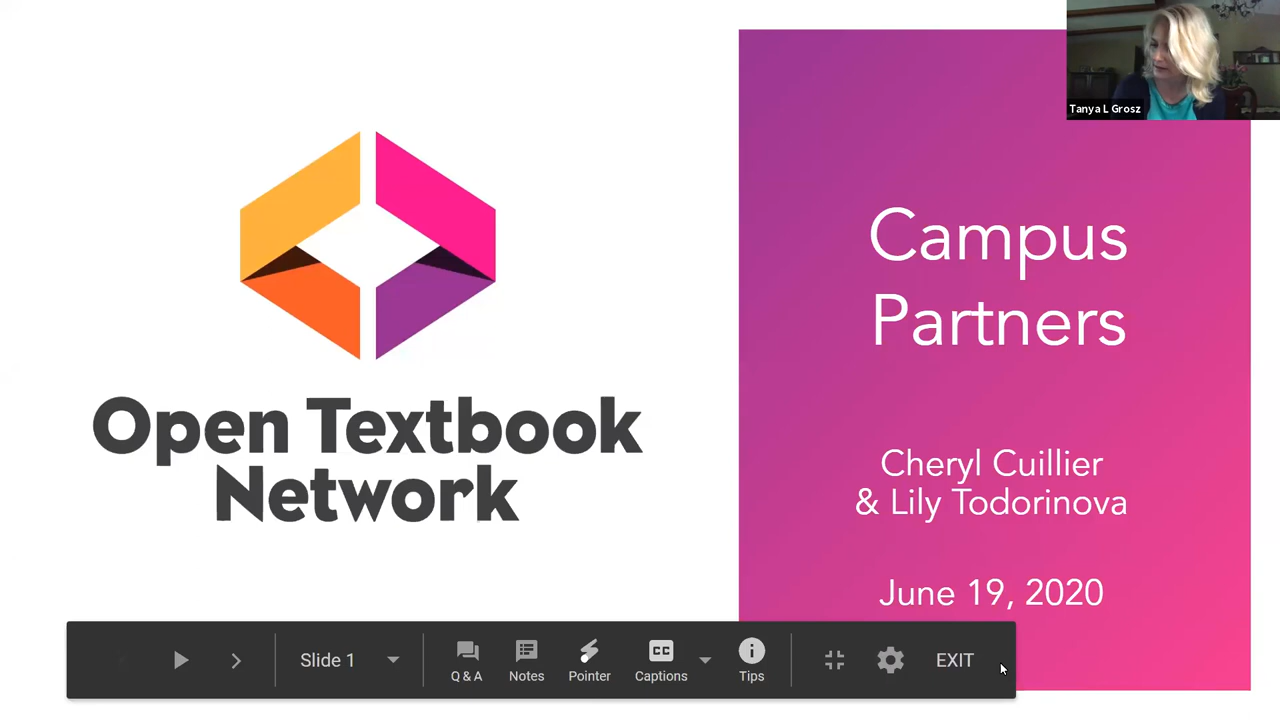 Tanya L Grosz
Open Textbook
Network
Campus
Partners
Cheryl Cuillier
& Lily Todorinova
June 19, 2020
Slide 1
Q & A
Notes
Pointer
CC
Captions
Tips
EXIT